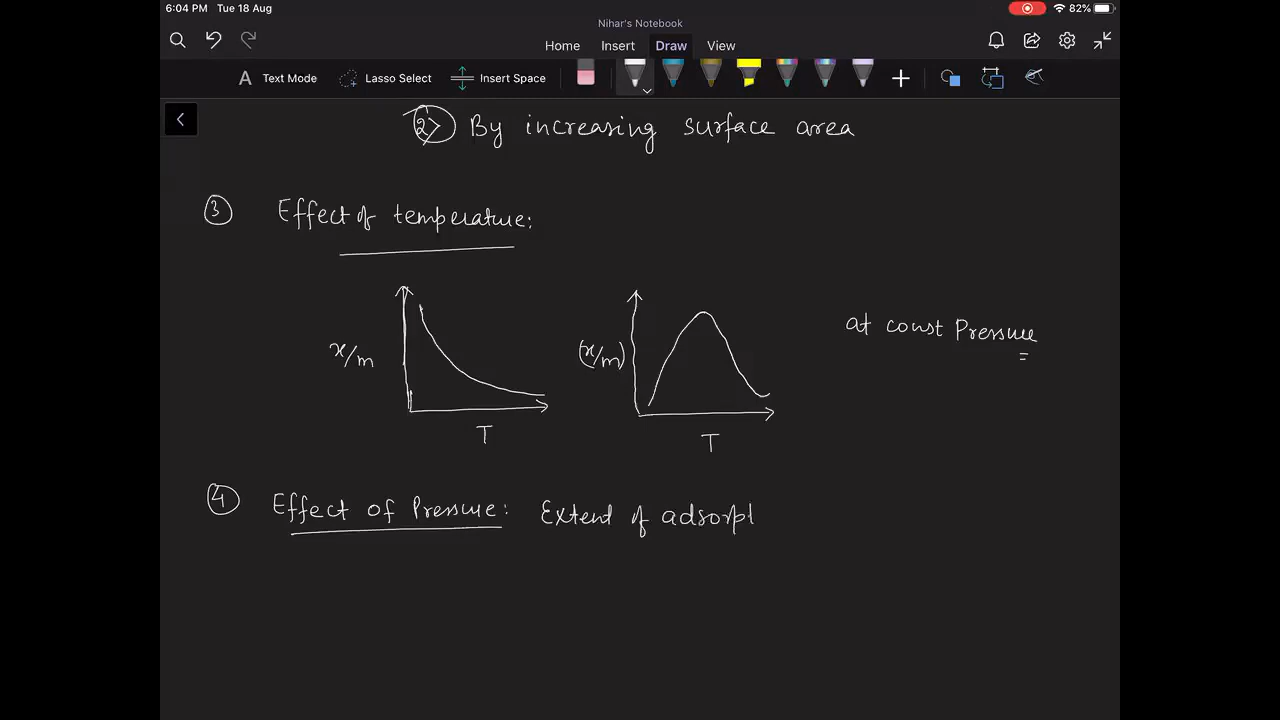 6:04 PM Tue 18 Aug
82%
Nihar's Notebook
Home Insert Draw View
A Text Mode Lasso Select Insert Space
2> By increasing surface area
3 Effect of temperature:
x/m
T
(x/m)
T
at const Pressure
4 Effect of Pressure: Extent of adsorpt